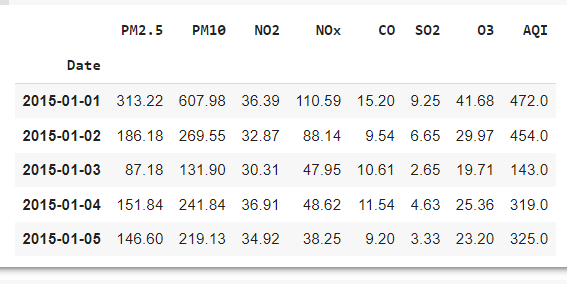 PM2.5 PM10 NO2 NOx CO SO2 O3 AQI
Date
2015-01-01 313.22 607.98 36.39 110.59 15.20 9.25 41.68 472.0
2015-01-02 186.18 269.55 32.87 88.14 9.54 6.65 29.97 454.0
2015-01-03 87.18 131.90 30.31 47.95 10.61 2.65 19.71 143.0
2015-01-04 151.84 241.84 36.91 48.62 11.54 4.63 25.36 319.0
2015-01-05 146.60 219.13 34.92 38.25 9.20 3.33 23.20 325.0